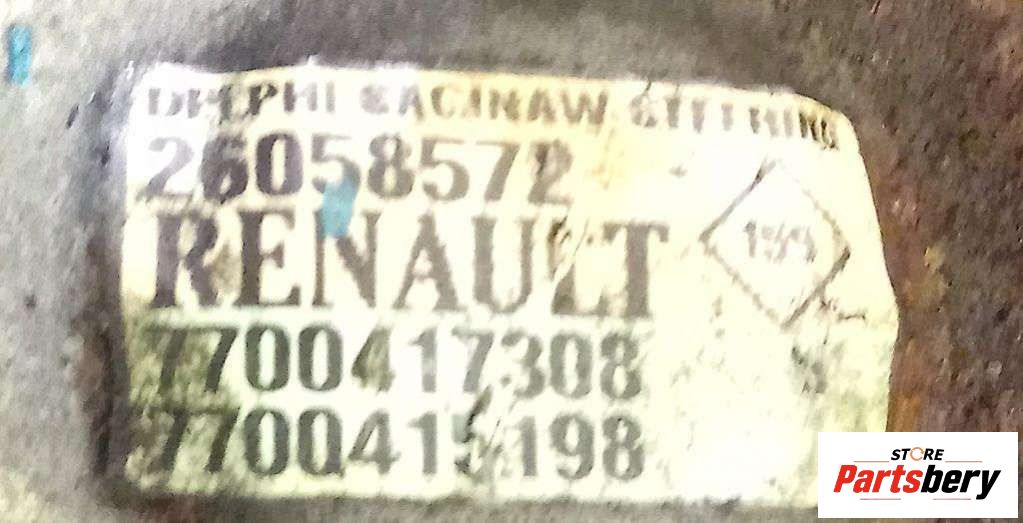 DELPHI SAGINAW STEERING
26058572
RENAULT
7700417308
7700415198
STORE
Partsbery